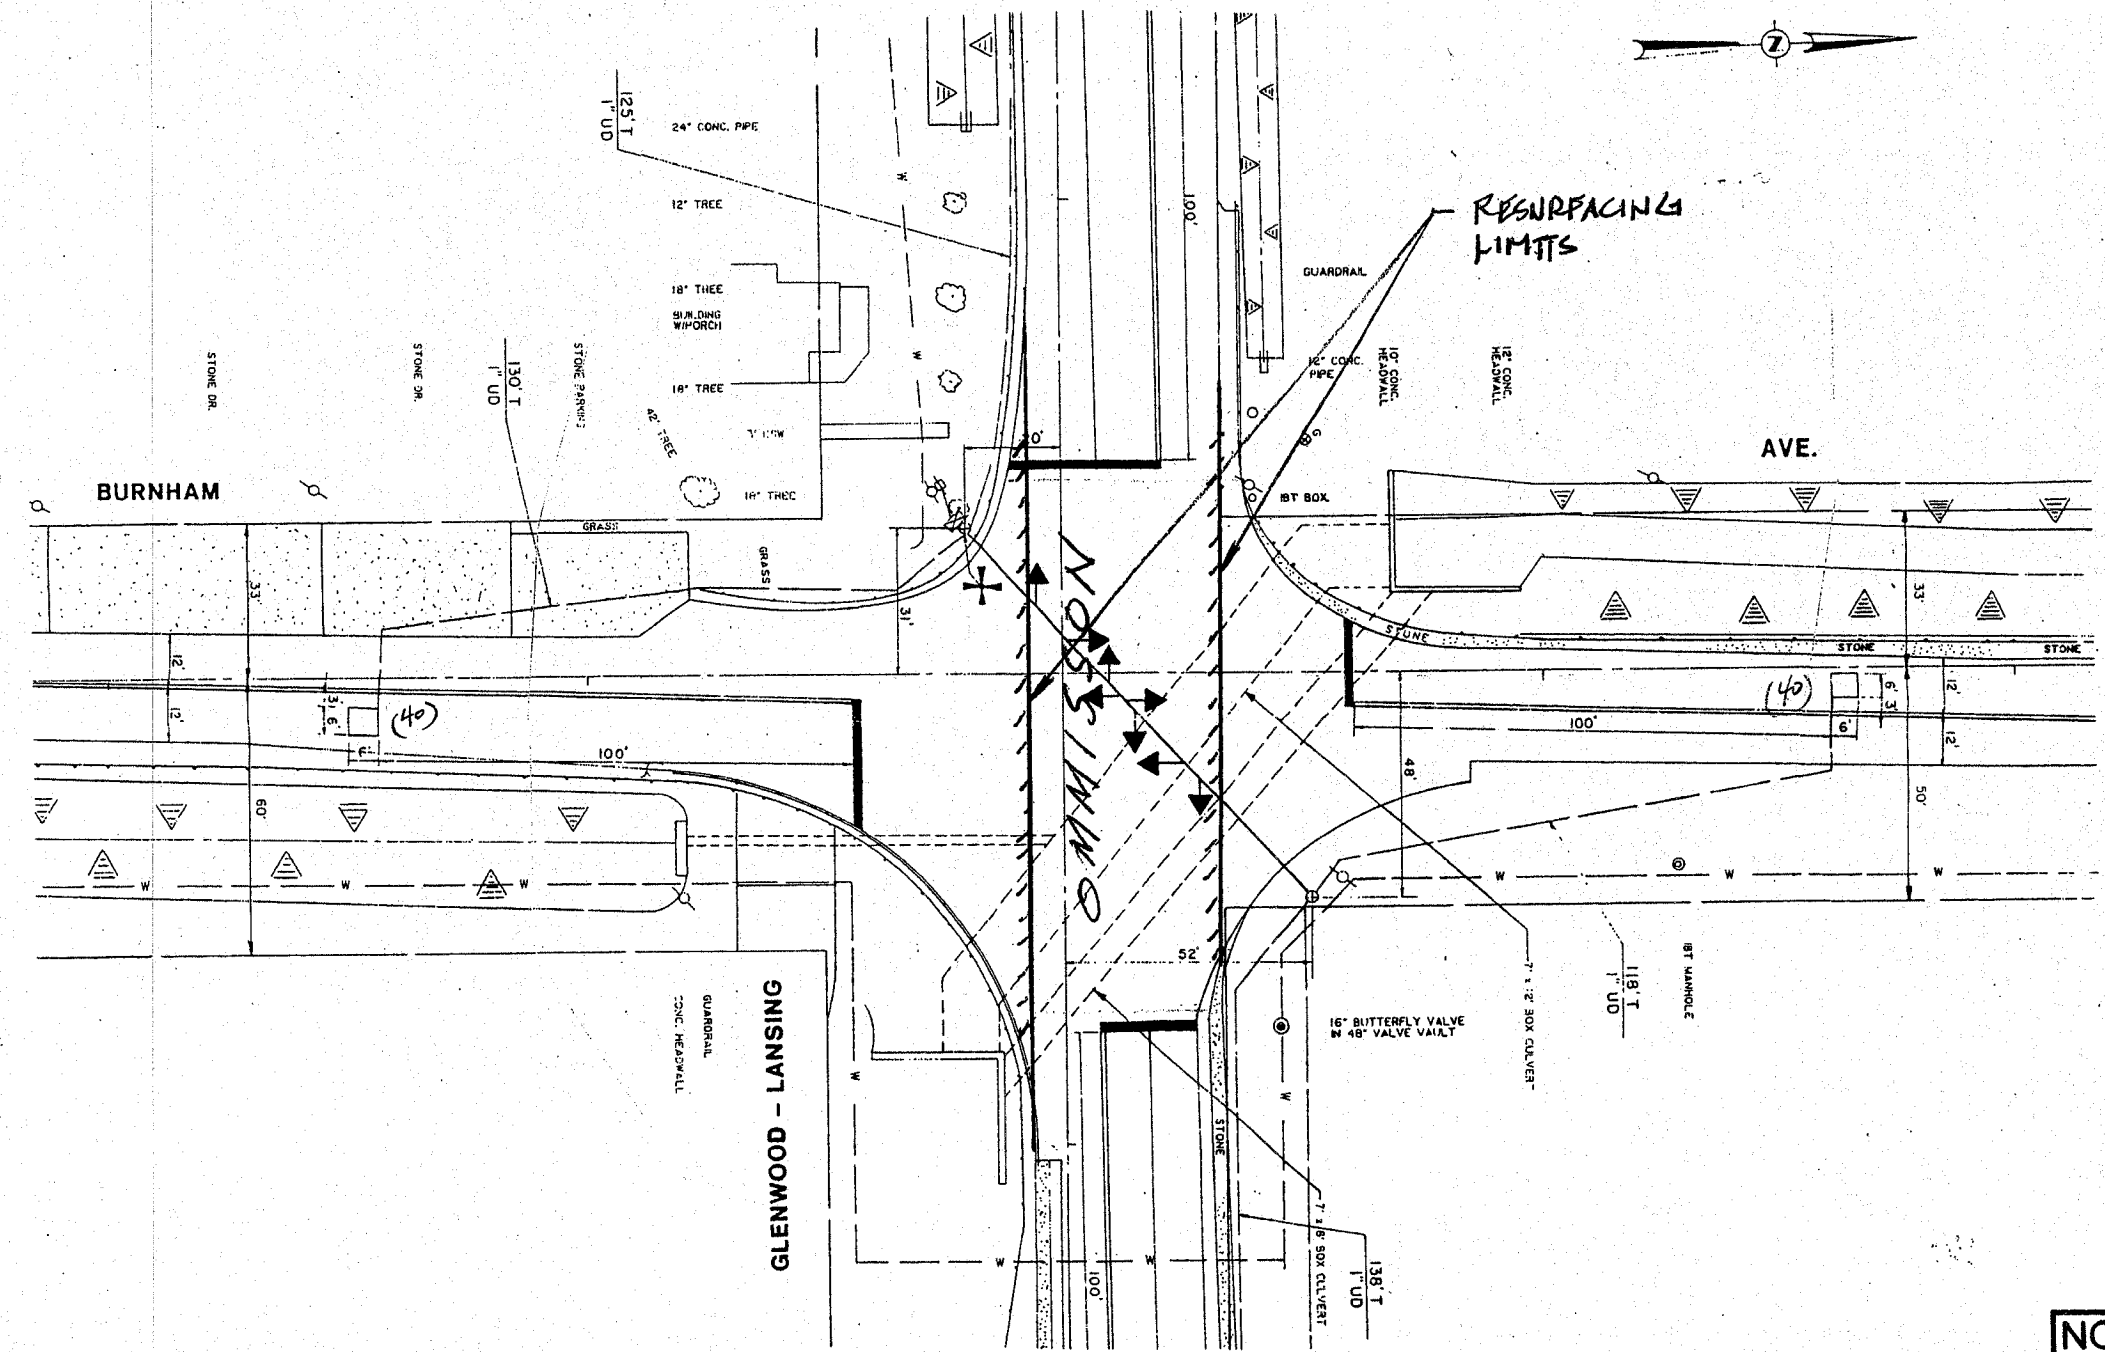 Z
125' T
1" UD
24" CONC. PIPE
12" TREE
18" TREE
BUILDING
W/PORCH
18" TREE
42" TREE
18" TREE
100'
RESURFACING
LIMITS
GUARDRAIL
12" CONC.
PIPE
10" CONC.
HEADWALL
12" CONC.
HEADWALL
G
IBT BOX
AVE.
STONE DR.
STONE DR.
130' T
1" UD
STONE PARKING
BURNHAM
GRASS
GRASS
33'
31'
12'
12'
3'
6'
(40)
6'
100'
60'
STONE
STONE
STONE
33'
(40)
6'
3'
6'
12'
12'
100'
48'
50'
52'
W
W
W
W
W
W
W
W
W
W
W
W
GLENWOOD - LANSING
GUARDRAIL
CONC. HEADWALL
16" BUTTERFLY VALVE
IN 48" VALVE VAULT
7' x 12' BOX CULVERT
118' T
1" UD
IBT MANHOLE
STONE
7' x 6' BOX CULVERT
138' T
1" UD
100'
NO